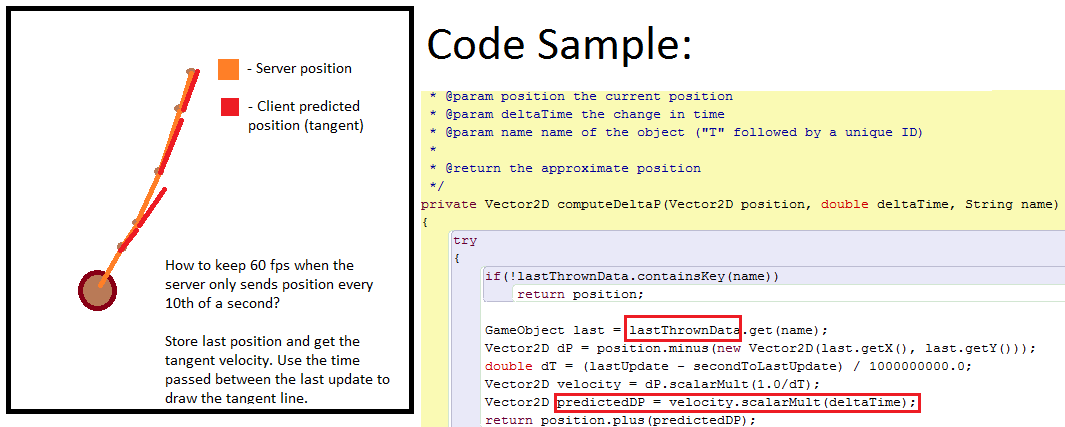 - Server position
- Client predicted
position (tangent)
How to keep 60 fps when the
server only sends position every
10th of a second?
Store last position and get the
tangent velocity. Use the time
passed between the last update to
draw the tangent line.
Code Sample:
* @param position the current position
* @param deltaTime the change in time
* @param name name of the object ("T" followed by a unique ID)
*
* @return the approximate position
*/
private Vector2D computeDeltaP(Vector2D position, double deltaTime, String name)
{
try
{
if(!lastThrownData.containsKey(name))
return position;
GameObject last = lastThrownData.get(name);
Vector2D dP = position.minus(new Vector2D(last.getX(), last.getY()));
double dT = (lastUpdate - secondToLastUpdate) / 1000000000.0;
Vector2D velocity = dP.scalarMult(1.0/dT);
Vector2D predictedDP = velocity.scalarMult(deltaTime);
return position.plus(predictedDP);